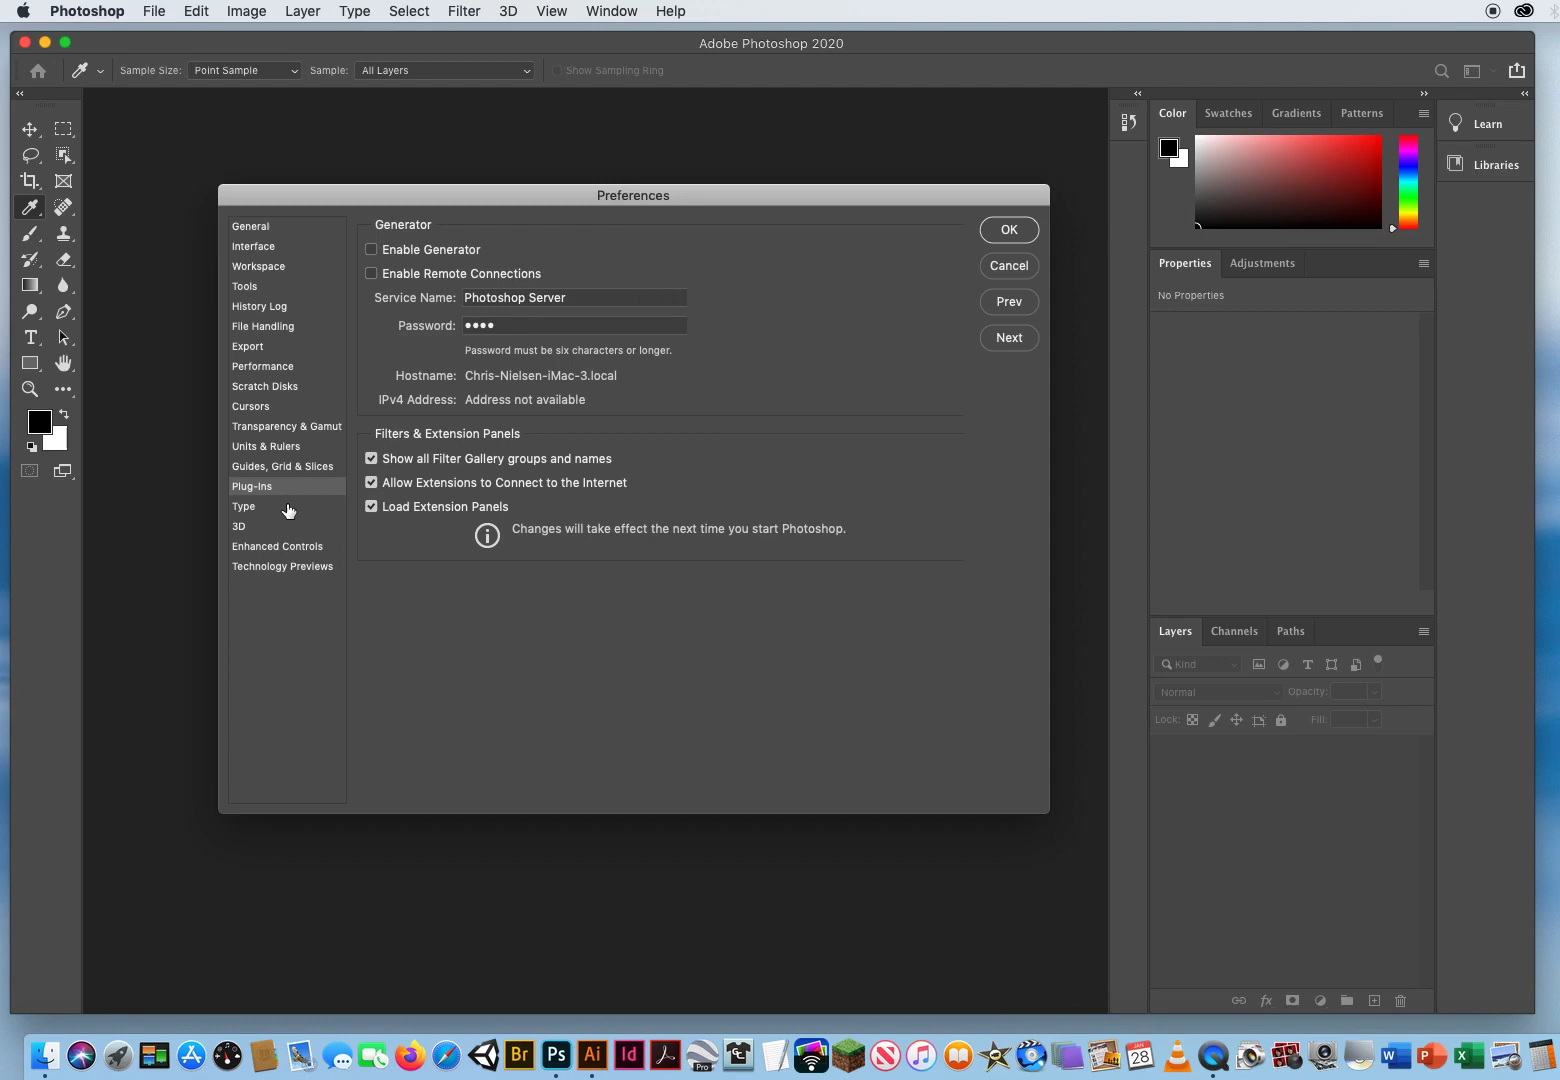 Photoshop File Edit Image Layer Type Select Filter 3D View Window Help
Adobe Photoshop 2020
Sample Size: Point Sample Sample: All Layers Show Sampling Ring
Color Swatches Gradients Patterns
Learn
Libraries
Preferences
General
Interface
Workspace
Tools
History Log
File Handling
Export
Performance
Scratch Disks
Cursors
Transparency & Gamut
Units & Rulers
Guides, Grid & Slices
Plug-Ins
Type
3D
Enhanced Controls
Technology Previews
Generator
Enable Generator
Enable Remote Connections
Service Name: Photoshop Server
Password: ●●●●
Password must be six characters or longer.
Hostname: Chris-Nielsen-iMac-3.local
IPv4 Address: Address not available
Filters & Extension Panels
Show all Filter Gallery groups and names
Allow Extensions to Connect to the Internet
Load Extension Panels
Changes will take effect the next time you start Photoshop.
OK
Cancel
Prev
Next
Properties Adjustments
No Properties
Layers Channels Paths
Kind
Normal Opacity:
Lock: Fill:
fx
Br Ps Ai Id Pro GC JAN 28 W P X